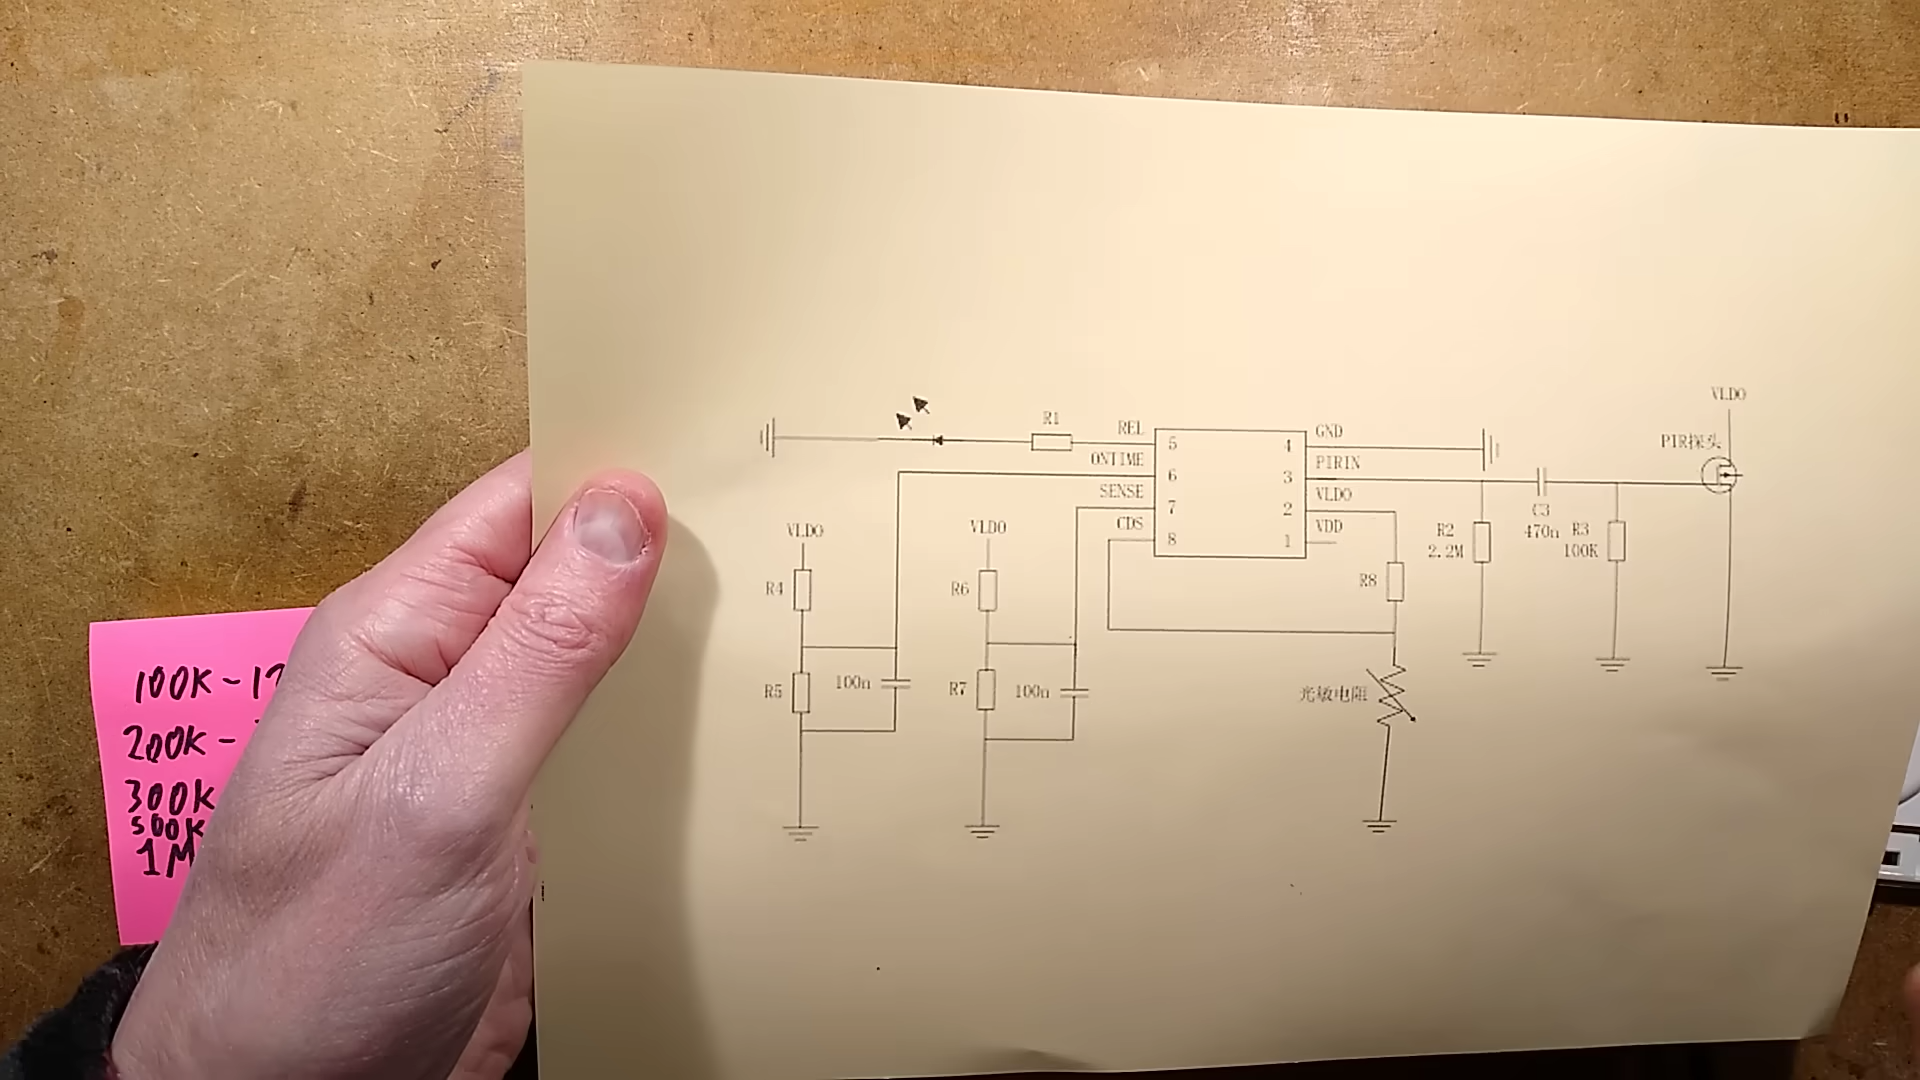 VLDO
PIR探头
R1
REL
ONTIME
SENSE
CDS
5
6
7
8
4
3
2
1
GND
PIRIN
VLDO
VDD
C3
470n
R2
2.2M
R3
100K
R8
光敏电阻
VLDO
R4
R5
100n
VLDO
R6
R7
100n
100K-
200K-
300K
500K
1M